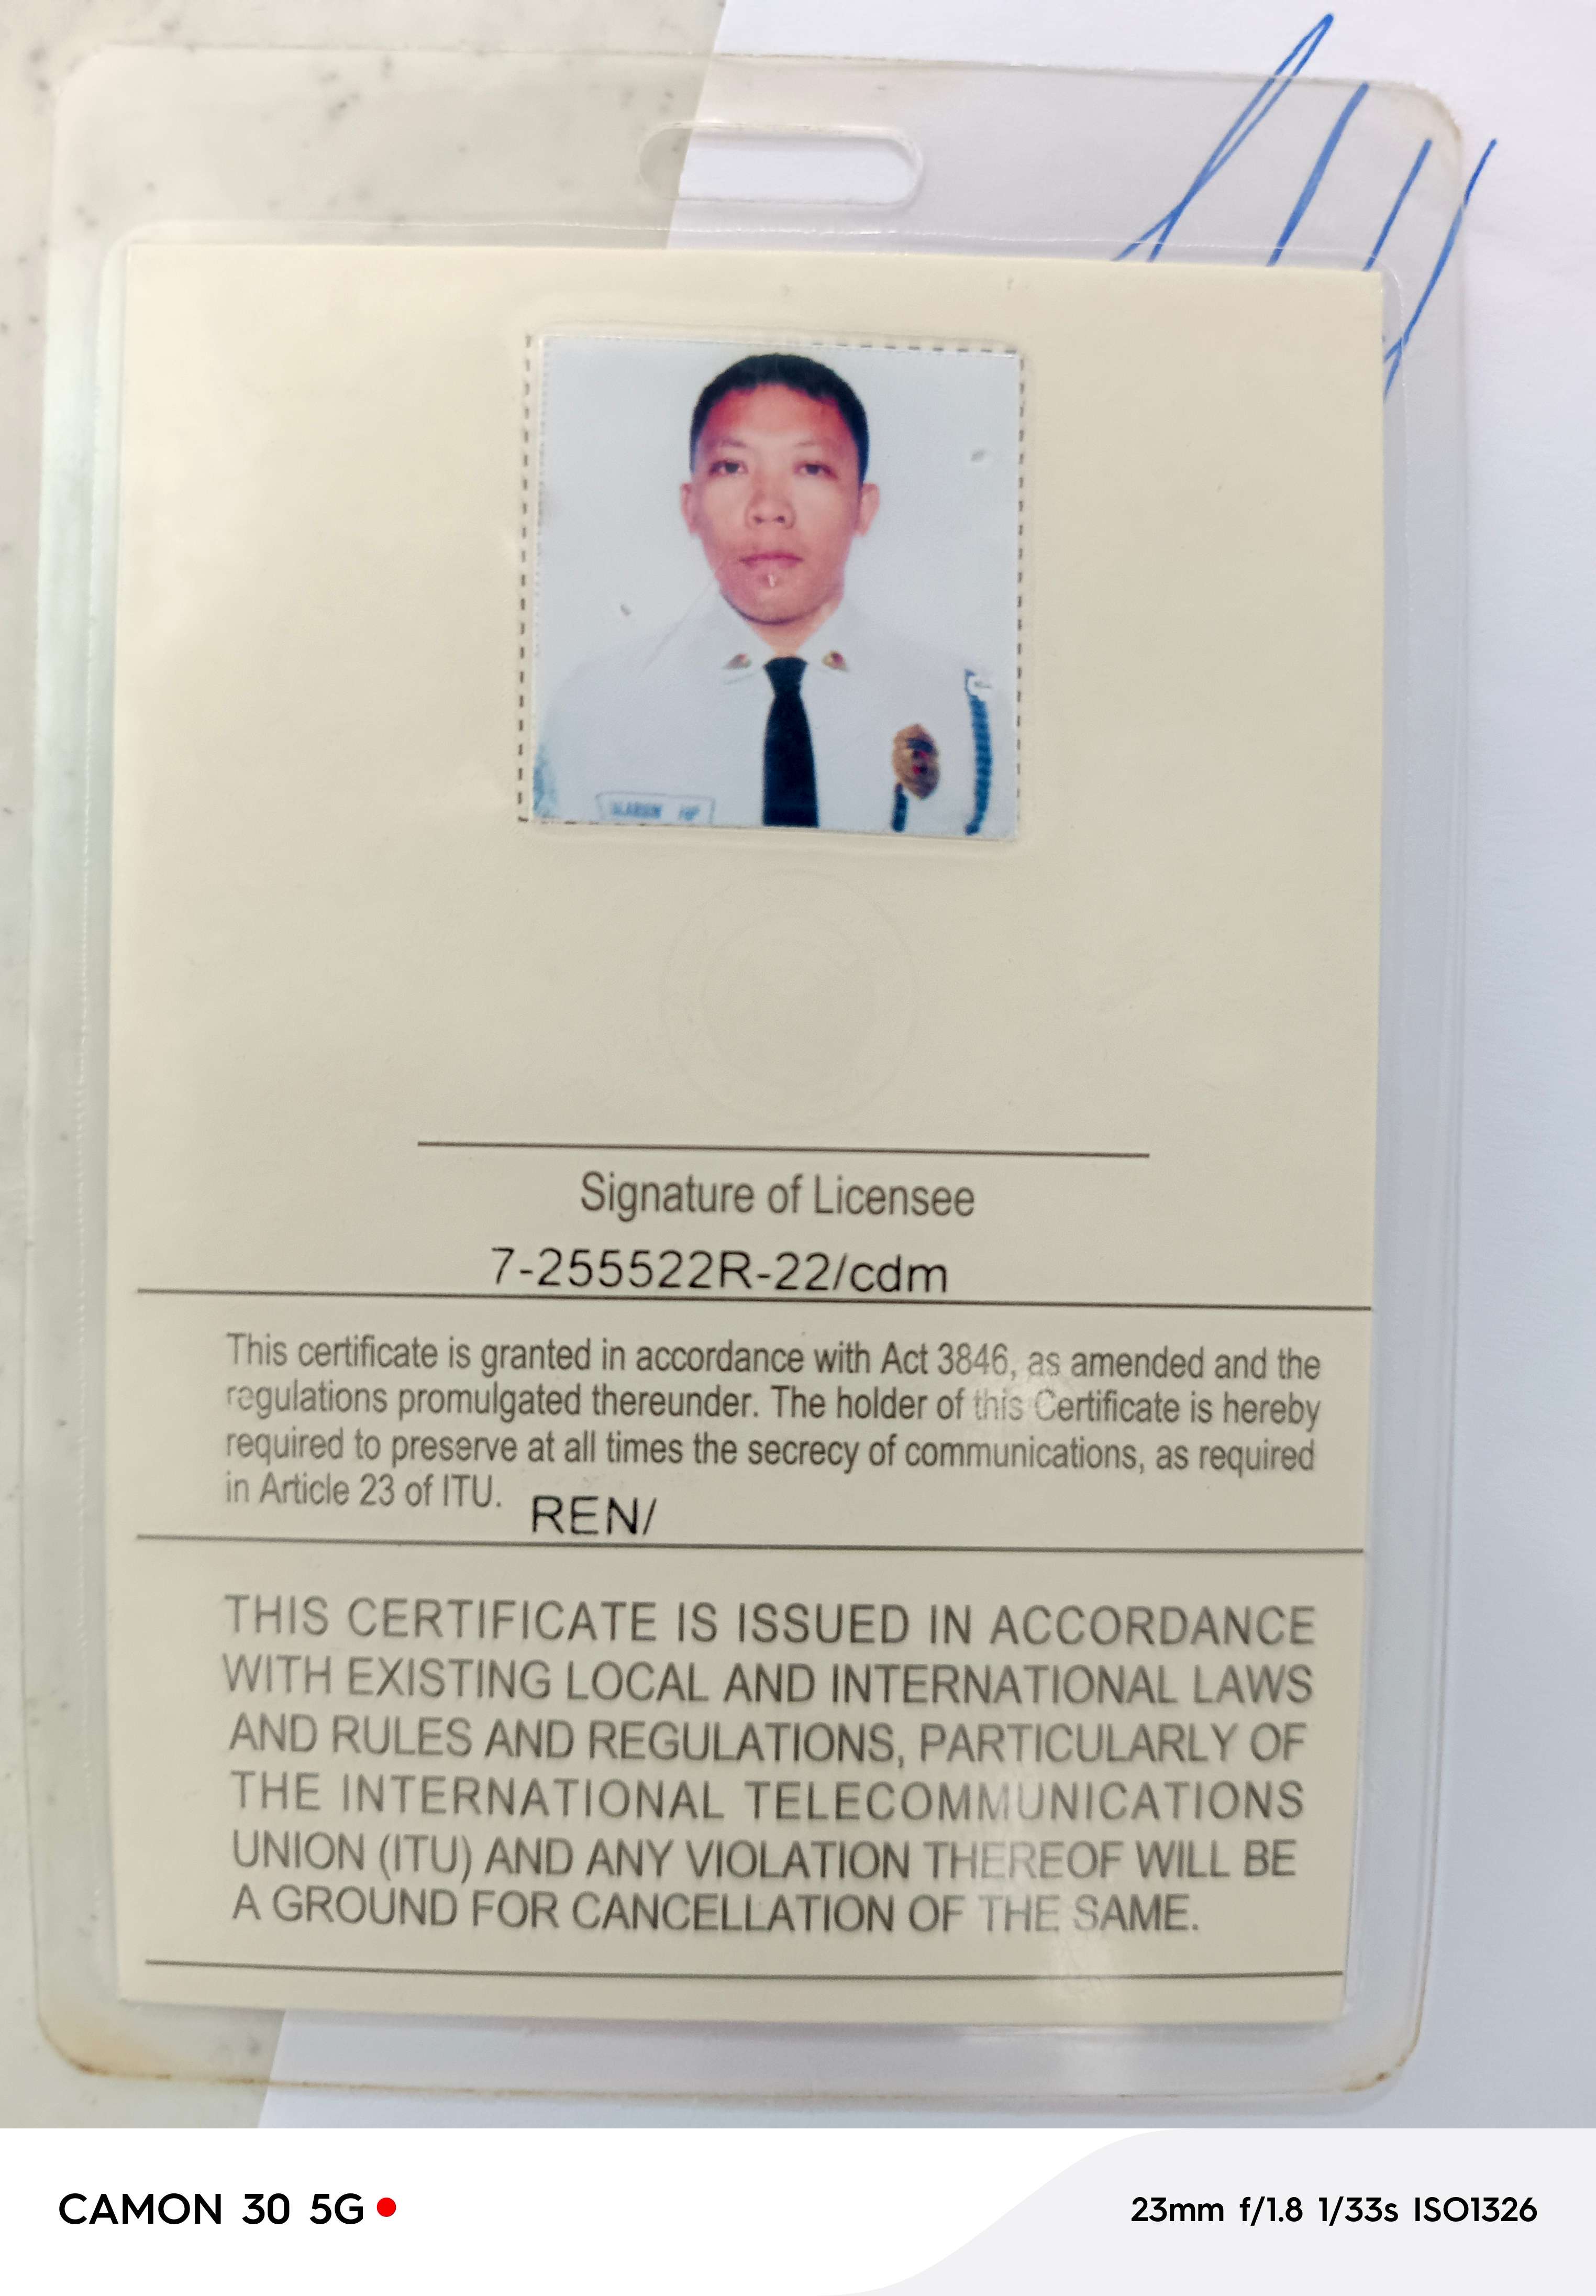 Signature of Licensee
7-255522R-22/cdm
This certificate is granted in accordance with Act 3846, as amended and the
regulations promulgated thereunder. The holder of this Certificate is hereby
required to preserve at all times the secrecy of communications, as required
in Article 23 of ITU.
REN/
THIS CERTIFICATE IS ISSUED IN ACCORDANCE
WITH EXISTING LOCAL AND INTERNATIONAL LAWS
AND RULES AND REGULATIONS, PARTICULARLY OF
THE INTERNATIONAL TELECOMMUNICATIONS
UNION (ITU) AND ANY VIOLATION THEREOF WILL BE
A GROUND FOR CANCELLATION OF THE SAME.
CAMON 30 5G
23mm f/1.8 1/33s ISO1326